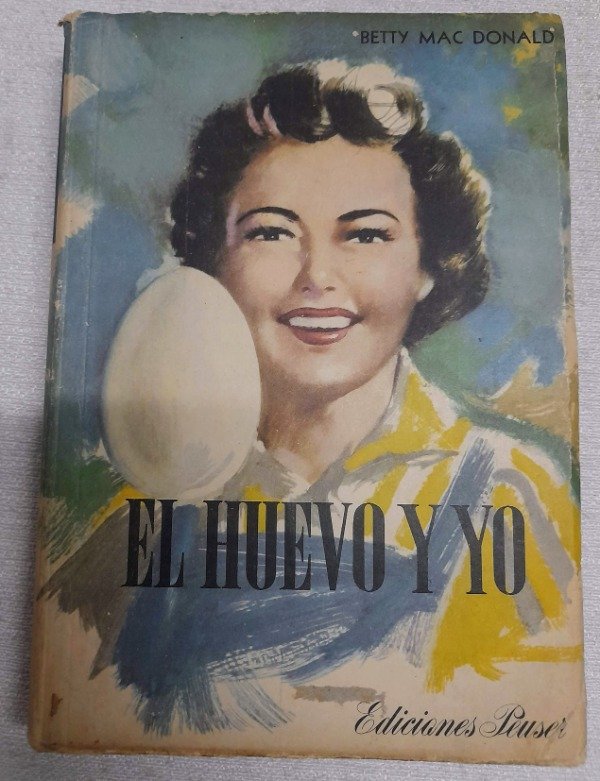 BETTY MAC DONALD
EL HUEVO Y YO
Ediciones Peuser